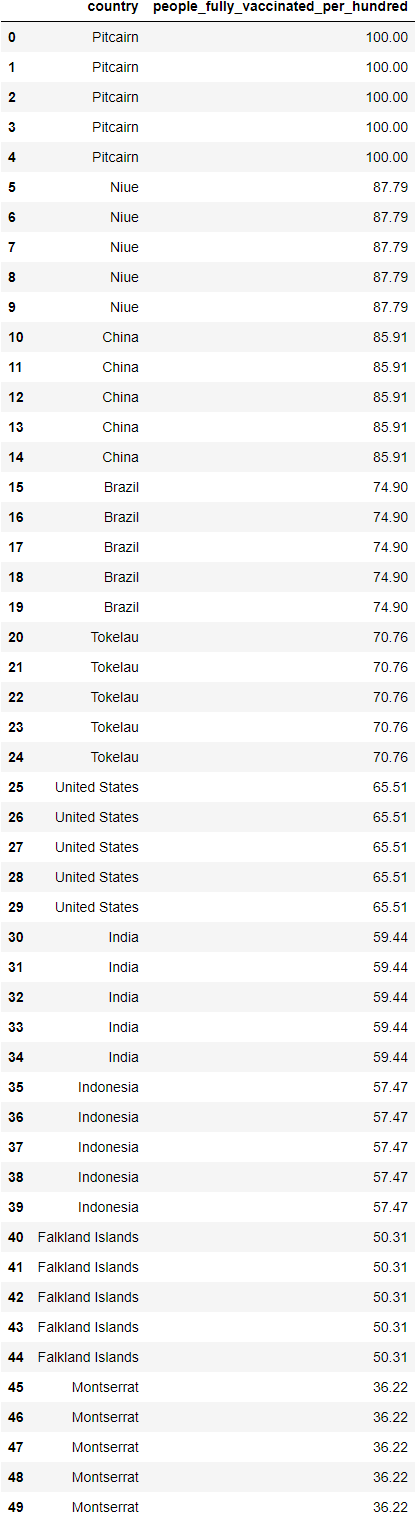 country people_fully_vaccinated_per_hundred
0 Pitcairn 100.00
1 Pitcairn 100.00
2 Pitcairn 100.00
3 Pitcairn 100.00
4 Pitcairn 100.00
5 Niue 87.79
6 Niue 87.79
7 Niue 87.79
8 Niue 87.79
9 Niue 87.79
10 China 85.91
11 China 85.91
12 China 85.91
13 China 85.91
14 China 85.91
15 Brazil 74.90
16 Brazil 74.90
17 Brazil 74.90
18 Brazil 74.90
19 Brazil 74.90
20 Tokelau 70.76
21 Tokelau 70.76
22 Tokelau 70.76
23 Tokelau 70.76
24 Tokelau 70.76
25 United States 65.51
26 United States 65.51
27 United States 65.51
28 United States 65.51
29 United States 65.51
30 India 59.44
31 India 59.44
32 India 59.44
33 India 59.44
34 India 59.44
35 Indonesia 57.47
36 Indonesia 57.47
37 Indonesia 57.47
38 Indonesia 57.47
39 Indonesia 57.47
40 Falkland Islands 50.31
41 Falkland Islands 50.31
42 Falkland Islands 50.31
43 Falkland Islands 50.31
44 Falkland Islands 50.31
45 Montserrat 36.22
46 Montserrat 36.22
47 Montserrat 36.22
48 Montserrat 36.22
49 Montserrat 36.22